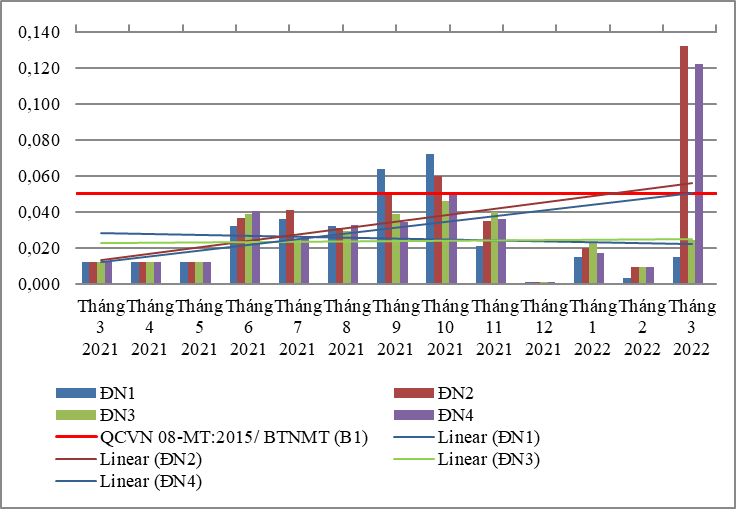 0,140
0,120
0,100
0,080
0,060
0,040
0,020
0,000
Tháng Tháng Tháng Tháng Tháng Tháng Tháng Tháng Tháng Tháng Tháng Tháng Tháng
3 4 5 6 7 8 9 10 11 12 1 2 3
2021 2021 2021 2021 2021 2021 2021 2021 2021 2021 2022 2022 2022
ĐN1 ĐN2
ĐN3 ĐN4
QCVN 08-MT:2015/ BTNMT (B1) Linear (ĐN1)
Linear (ĐN2) Linear (ĐN3)
Linear (ĐN4)